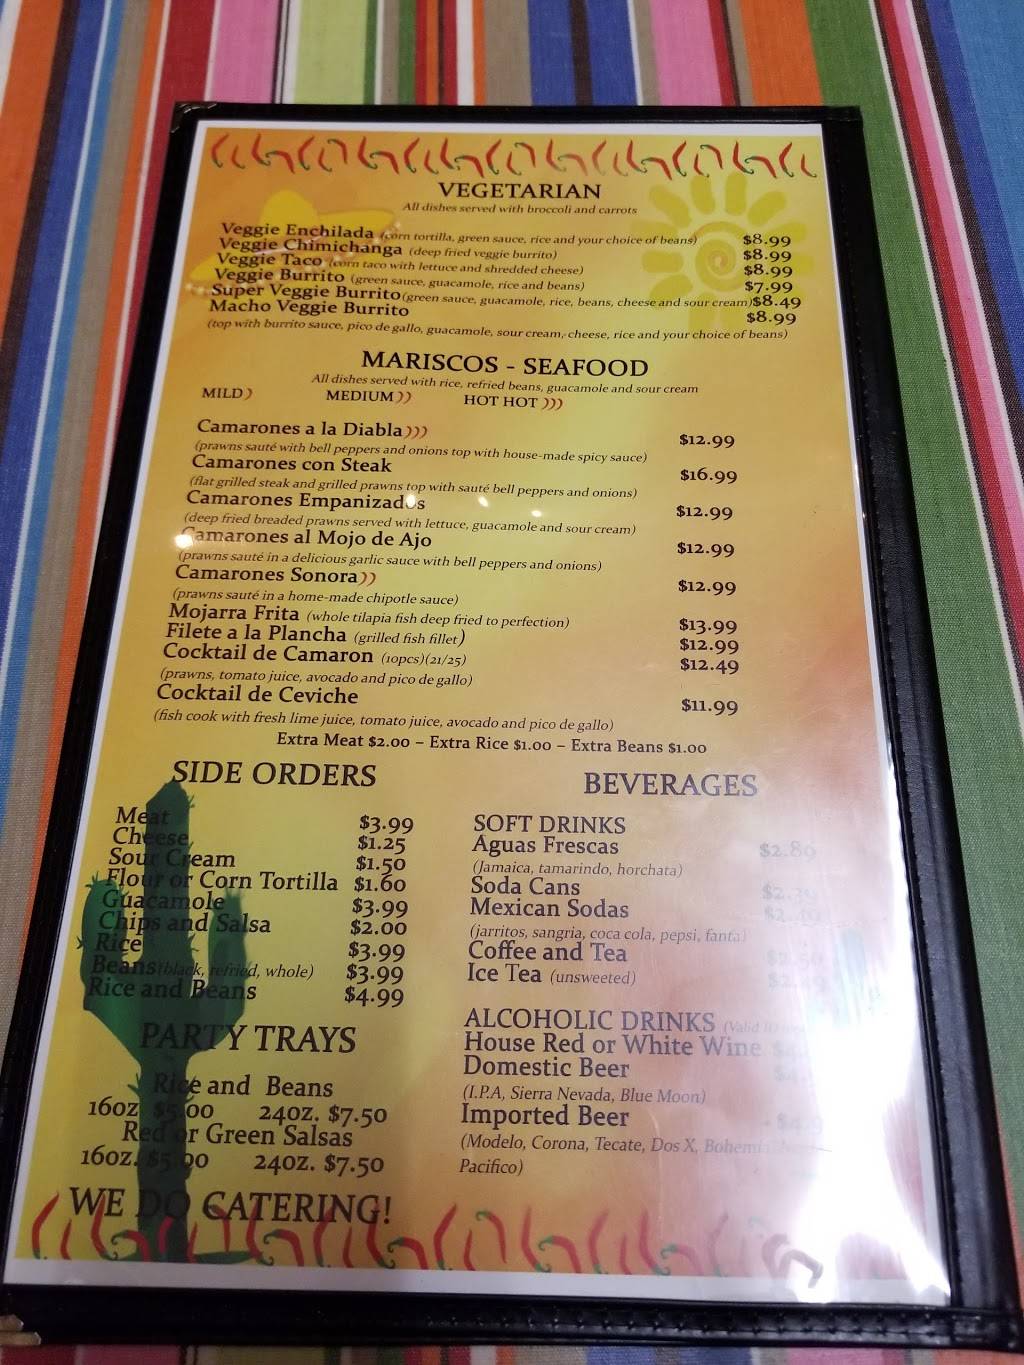 VEGETARIAN
All dishes served with broccoli and carrots
Veggie Enchilada (corn tortilla, green sauce, rice and your choice of beans) $8.99
Veggie Chimichanga (deep fried veggie burrito) $8.99
Veggie Taco (corn taco with lettuce and shredded cheese) $8.99
Veggie Burrito (green sauce, guacamole, rice and beans) $7.99
Super Veggie Burrito (green sauce, guacamole, rice, beans, cheese and sour cream) $8.49
Macho Veggie Burrito $8.99
(top with burrito sauce, pico de gallo, guacamole, sour cream, cheese, rice and your choice of beans)
MARISCOS - SEAFOOD
All dishes served with rice, refried beans, guacamole and sour cream
MILD MEDIUM HOT HOT
Camarones a la Diabla $12.99
(prawns sauté with bell peppers and onions top with house-made spicy sauce)
Camarones con Steak $16.99
(flat grilled steak and grilled prawns top with sauté bell peppers and onions)
Camarones Empanizados $12.99
(deep fried breaded prawns served with lettuce, guacamole and sour cream)
Camarones al Mojo de Ajo $12.99
(prawns sauté in a delicious garlic sauce with bell peppers and onions)
Camarones Sonora $12.99
(prawns sauté in a home-made chipotle sauce)
Mojarra Frita (whole tilapia fish deep fried to perfection) $13.99
Filete a la Plancha (grilled fish fillet) $12.99
Cocktail de Camaron (10pcs)(21/25) $12.49
(prawns, tomato juice, avocado and pico de gallo)
Cocktail de Ceviche $11.99
(fish cook with fresh lime juice, tomato juice, avocado and pico de gallo)
Extra Meat $2.00 – Extra Rice $1.00 – Extra Beans $1.00
SIDE ORDERS
Meat $3.99
Cheese $1.25
Sour Cream $1.50
Flour or Corn Tortilla $1.60
Guacamole $3.99
Chips and Salsa $2.00
Rice $3.99
Beans (black, refried, whole) $3.99
Rice and Beans $4.99
PARTY TRAYS
Rice and Beans
16oz. $5.00 24oz. $7.50
Red or Green Salsas
16oz. $5.00 24oz. $7.50
WE DO CATERING!
BEVERAGES
SOFT DRINKS
Aguas Frescas
(Jamaica, tamarindo, horchata)
Soda Cans
Mexican Sodas
(jarritos, sangria, coca cola, pepsi, fanta)
Coffee and Tea
Ice Tea (unsweeted)
ALCOHOLIC DRINKS (Valid ID
House Red or White Wine
Domestic Beer
(I.P.A, Sierra Nevada, Blue Moon)
Imported Beer
(Modelo, Corona, Tecate, Dos X, Bohemia
Pacifico)